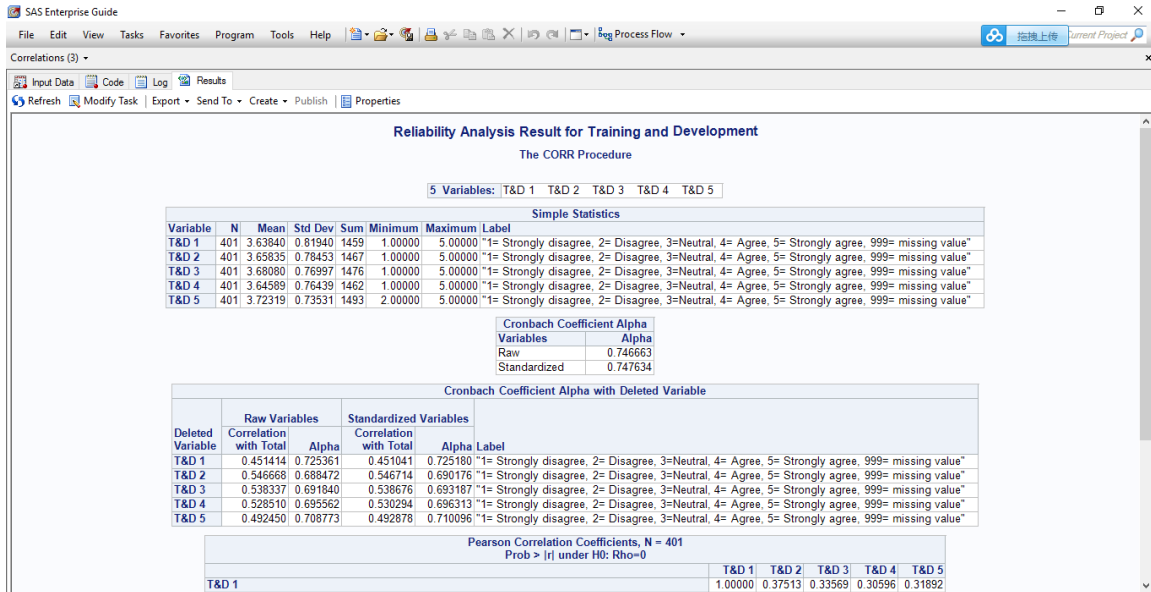 SAS Enterprise Guide
File Edit View Tasks Favorites Program Tools Help Process Flow
拖拽上传 Current Project
Correlations (3)
Input Data Code Log Results
Refresh Modify Task Export Send To Create Publish Properties
Reliability Analysis Result for Training and Development
The CORR Procedure
5 Variables: T&D 1 T&D 2 T&D 3 T&D 4 T&D 5
Simple Statistics
Variable N Mean Std Dev Sum Minimum Maximum Label
T&D 1 401 3.63840 0.81940 1459 1.00000 5.00000 "1= Strongly disagree, 2= Disagree, 3=Neutral, 4= Agree, 5= Strongly agree, 999= missing value"
T&D 2 401 3.65835 0.78453 1467 1.00000 5.00000 "1= Strongly disagree, 2= Disagree, 3=Neutral, 4= Agree, 5= Strongly agree, 999= missing value"
T&D 3 401 3.68080 0.76997 1476 1.00000 5.00000 "1= Strongly disagree, 2= Disagree, 3=Neutral, 4= Agree, 5= Strongly agree, 999= missing value"
T&D 4 401 3.64589 0.76439 1462 1.00000 5.00000 "1= Strongly disagree, 2= Disagree, 3=Neutral, 4= Agree, 5= Strongly agree, 999= missing value"
T&D 5 401 3.72319 0.73531 1493 2.00000 5.00000 "1= Strongly disagree, 2= Disagree, 3=Neutral, 4= Agree, 5= Strongly agree, 999= missing value"
Cronbach Coefficient Alpha
Variables Alpha
Raw 0.746663
Standardized 0.747634
Cronbach Coefficient Alpha with Deleted Variable
Raw Variables Standardized Variables
Deleted Correlation Correlation
Variable with Total Alpha with Total Alpha Label
T&D 1 0.451414 0.725361 0.451041 0.725180 "1= Strongly disagree, 2= Disagree, 3=Neutral, 4= Agree, 5= Strongly agree, 999= missing value"
T&D 2 0.546668 0.688472 0.546714 0.690176 "1= Strongly disagree, 2= Disagree, 3=Neutral, 4= Agree, 5= Strongly agree, 999= missing value"
T&D 3 0.538337 0.691840 0.538676 0.693187 "1= Strongly disagree, 2= Disagree, 3=Neutral, 4= Agree, 5= Strongly agree, 999= missing value"
T&D 4 0.528510 0.695562 0.530294 0.696313 "1= Strongly disagree, 2= Disagree, 3=Neutral, 4= Agree, 5= Strongly agree, 999= missing value"
T&D 5 0.492450 0.708773 0.492878 0.710096 "1= Strongly disagree, 2= Disagree, 3=Neutral, 4= Agree, 5= Strongly agree, 999= missing value"
Pearson Correlation Coefficients, N = 401
Prob > |r| under H0: Rho=0
T&D 1 T&D 2 T&D 3 T&D 4 T&D 5
T&D 1 1.00000 0.37513 0.33569 0.30596 0.31892